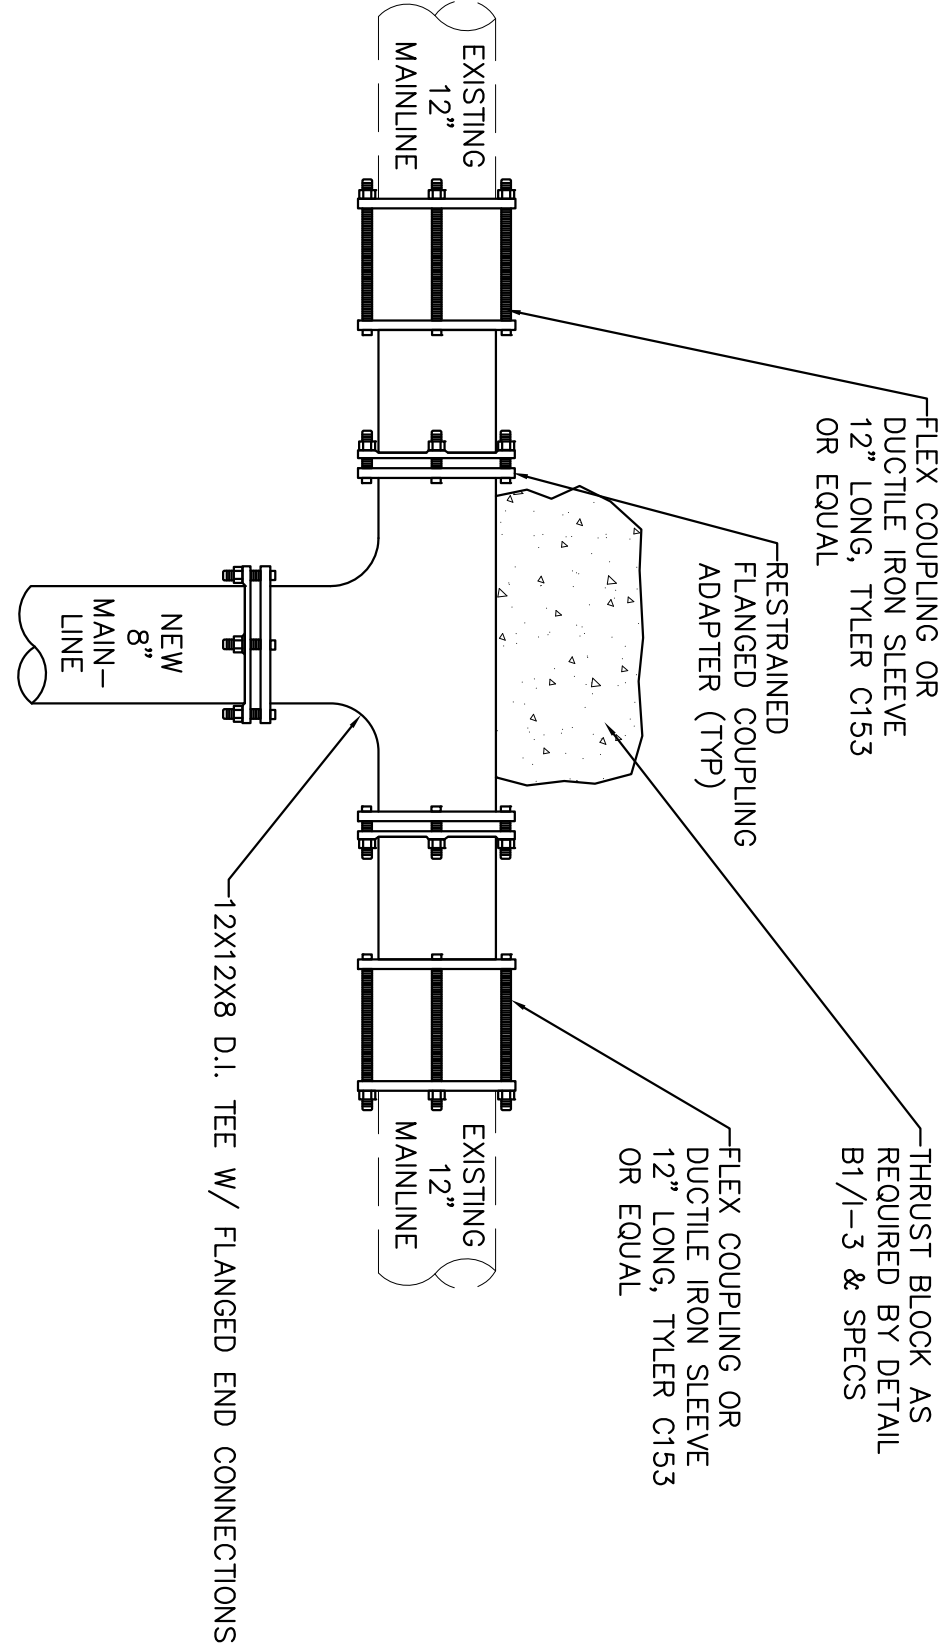 THRUST BLOCK AS
REQUIRED BY DETAIL
B1/I-3 & SPECS
FLEX COUPLING OR
DUCTILE IRON SLEEVE
12" LONG, TYLER C153
OR EQUAL
RESTRAINED
FLANGED COUPLING
ADAPTER (TYP)
FLEX COUPLING OR
DUCTILE IRON SLEEVE
12" LONG, TYLER C153
OR EQUAL
EXISTING
12"
MAINLINE
EXISTING
12"
MAINLINE
12X12X8 D.I. TEE W/ FLANGED END CONNECTIONS
NEW
8"
MAIN-
LINE